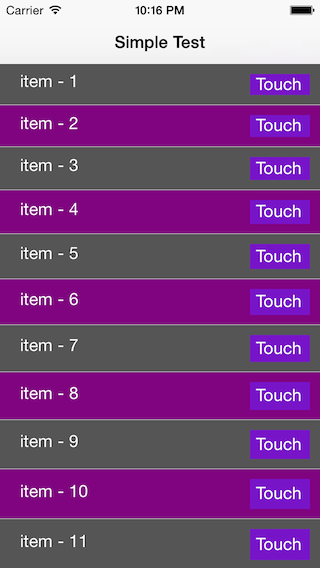 Carrier 10:16 PM
Simple Test
item - 1 Touch
item - 2 Touch
item - 3 Touch
item - 4 Touch
item - 5 Touch
item - 6 Touch
item - 7 Touch
item - 8 Touch
item - 9 Touch
item - 10 Touch
item - 11 Touch